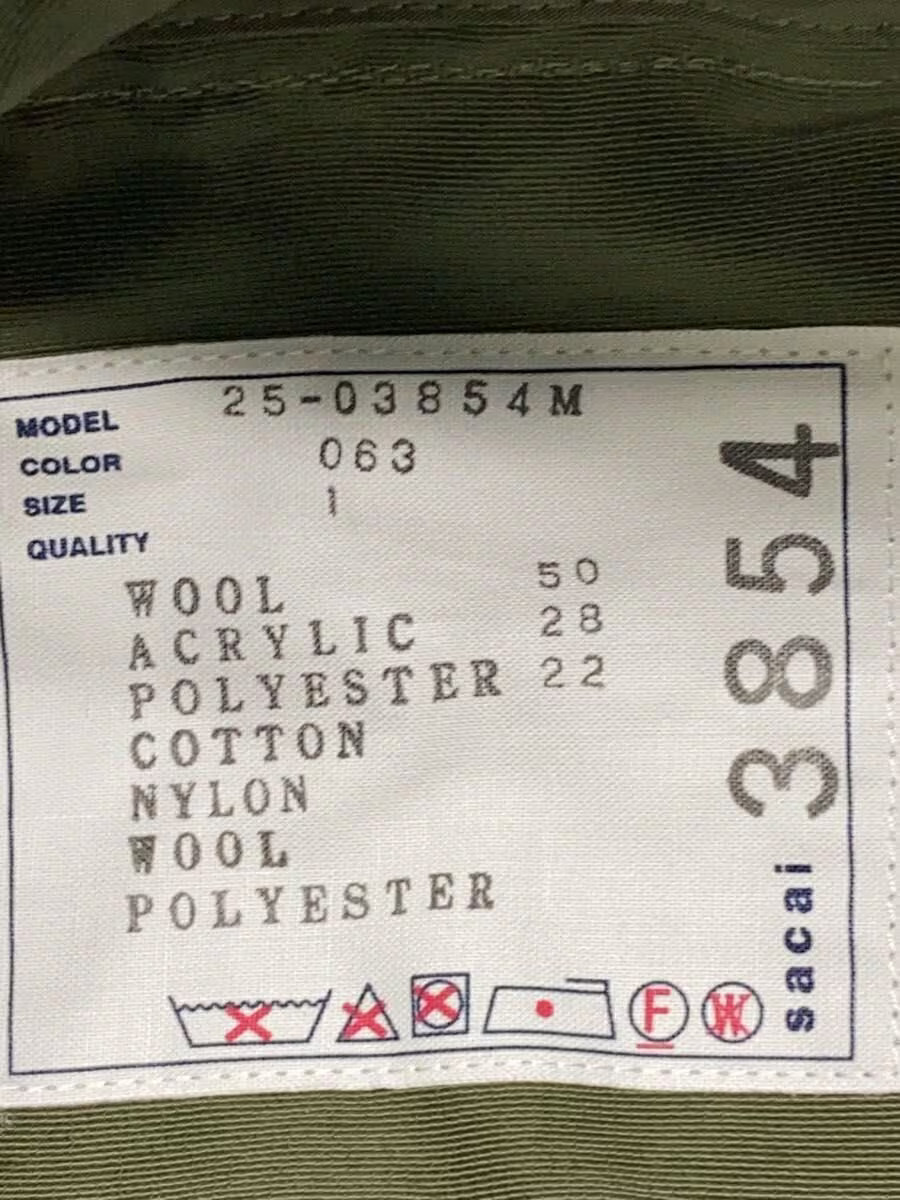 MODEL 25-03854M
COLOR 063
SIZE 1
QUALITY
WOOL 50
ACRYLIC 28
POLYESTER 22
COTTON
NYLON
WOOL
POLYESTER
F
W
sacai 3854